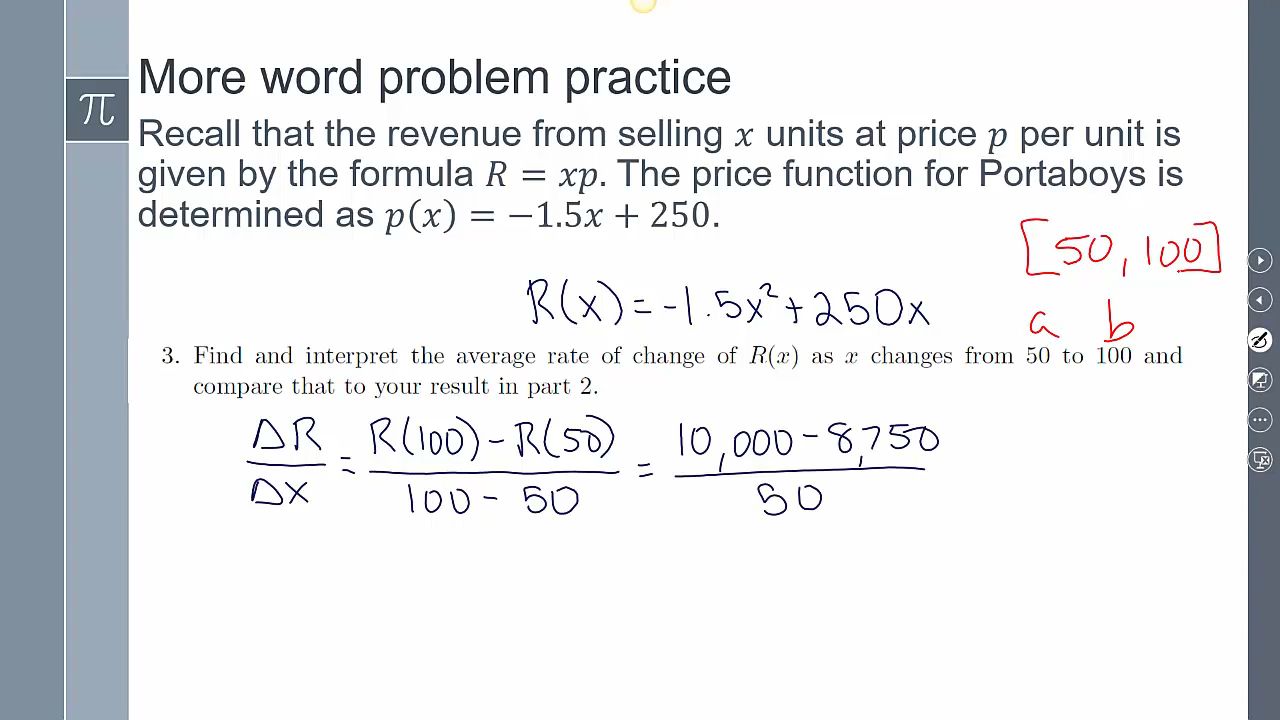 π
More word problem practice
Recall that the revenue from selling x units at price p per unit is
given by the formula R = xp. The price function for Portaboys is
determined as p(x) = −1.5x + 250.
[50, 100]
a b
R(x) = -1.5x² + 250x
3. Find and interpret the average rate of change of R(x) as x changes from 50 to 100 and
compare that to your result in part 2.
ΔR/Δx = (R(100) - R(50))/(100 - 50) = (10,000 - 8,750)/50